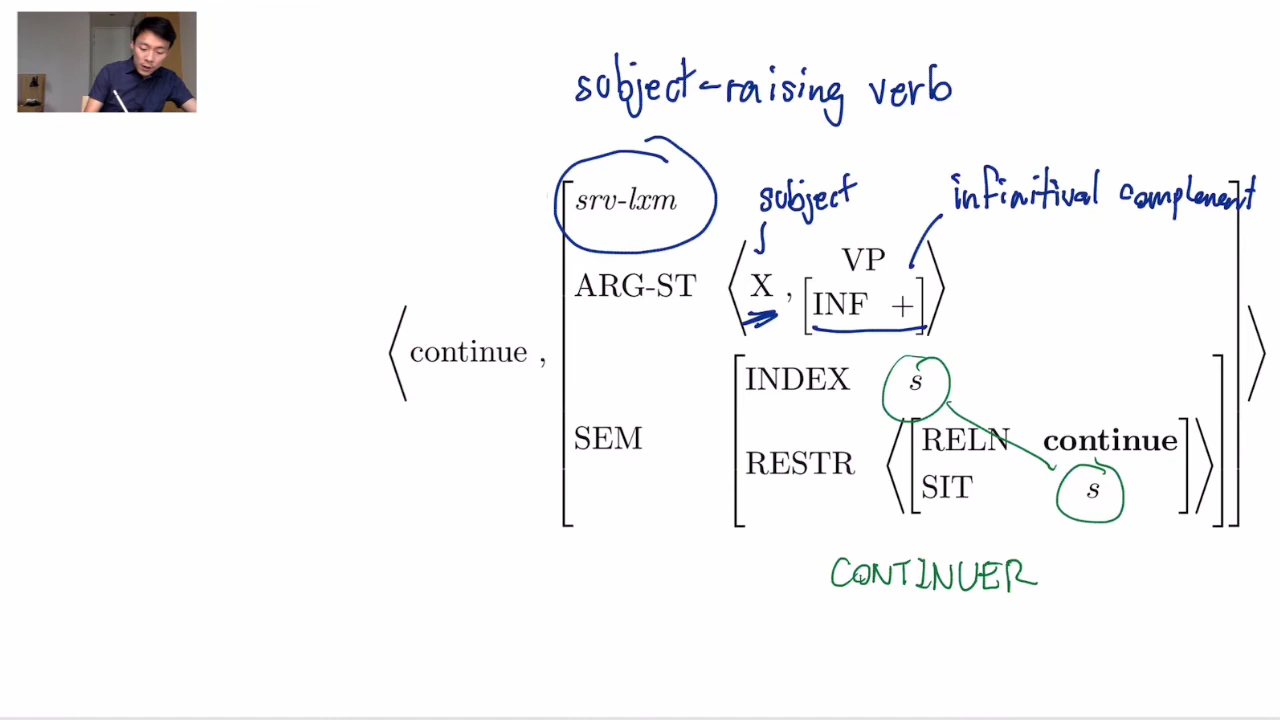 subject-raising verb
srv-lxm
subject
infinitival complement
ARG-ST ⟨ X , VP [INF +] ⟩
⟨ continue ,
INDEX s
SEM
RELN continue
RESTR
SIT s
CONTINUER